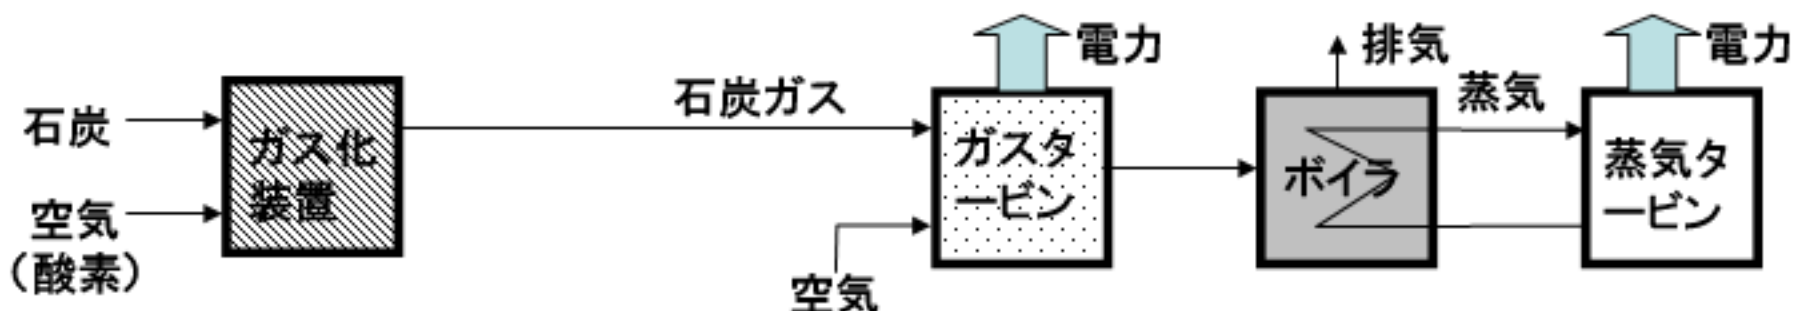 石炭
空気
（酸素）
ガス化
装置
石炭ガス
空気
電力
ガスタ
ービン
排気
ボイラ
蒸気
電力
蒸気タ
ービン